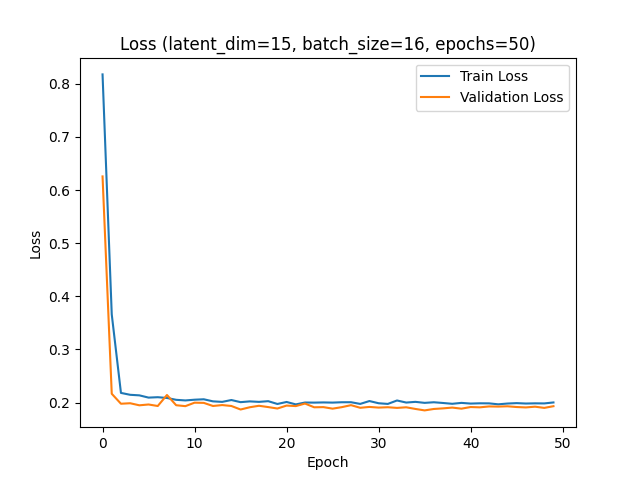 Loss (latent_dim=15, batch_size=16, epochs=50)
Train Loss
Validation Loss
0.8
0.7
0.6
0.5
0.4
0.3
0.2
Loss
0 10 20 30 40 50
Epoch